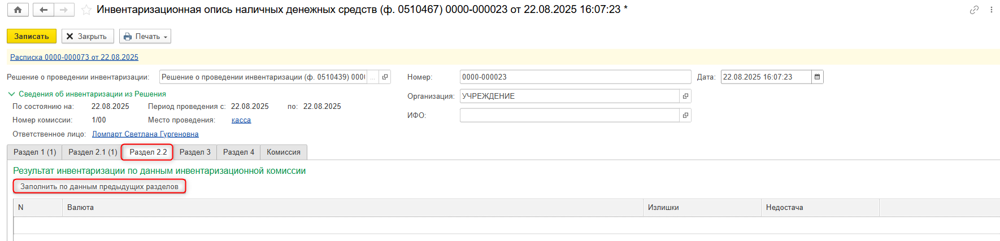 Инвентаризационная опись наличных денежных средств (ф. 0510467) 0000-000023 от 22.08.2025 16:07:23 *
Записать Закрыть Печать
Расписка 0000-000073 от 22.08.2025
Решение о проведении инвентаризации: Решение о проведении инвентаризации (ф. 0510439) 000 ... Номер: 0000-000023 Дата: 22.08.2025 16:07:23
Сведения об инвентаризации из Решения Организация: УЧРЕЖДЕНИЕ
По состоянию на: 22.08.2025 Период проведения с: 22.08.2025 по: 22.08.2025
Номер комиссии: 1/00 Место проведения: касса ИФО:
Ответственное лицо: Ломпарт Светлана Гургеновна
Раздел 1 (1) Раздел 2.1 (1) Раздел 2.2 Раздел 3 Раздел 4 Комиссия
Результат инвентаризации по данным инвентаризационной комиссии
Заполнить по данным предыдущих разделов
N Валюта Излишки Недостача